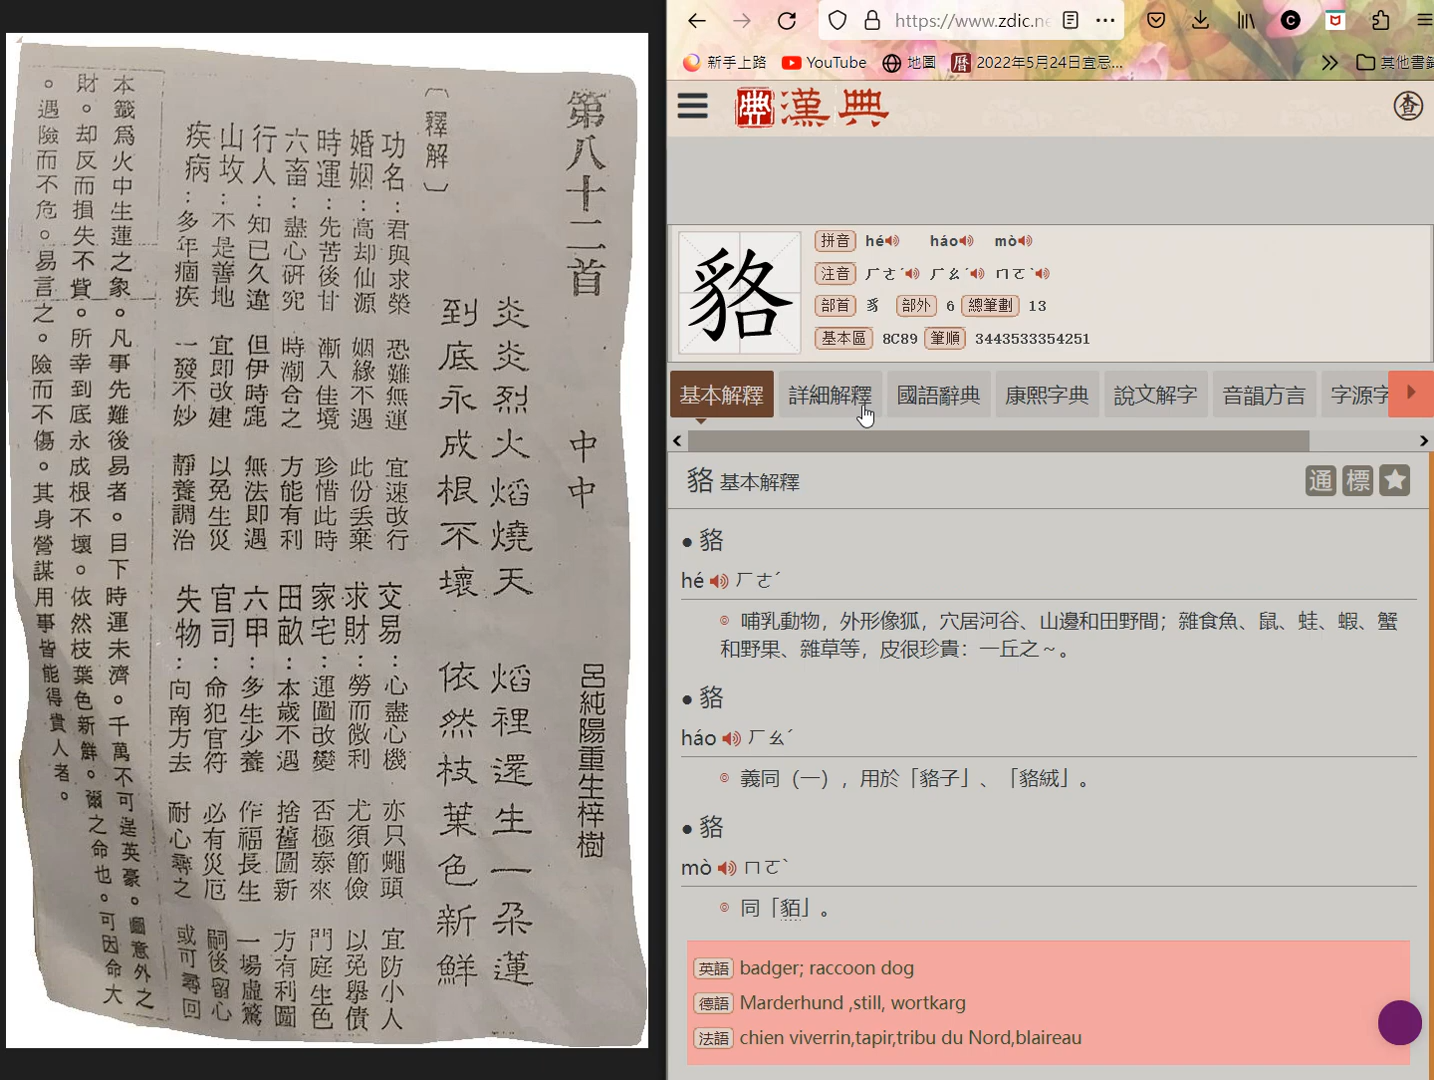 第八十二首 中中 呂純陽重生梓樹
炎炎烈火熖燒天 熖裡還生一朶蓮
到底永成根不壞 依然枝葉色新鮮
〔釋解〕
功名：君與求榮 恐難無運 宜速改行
婚姻：高却仙源 姻緣不遇 此份丢棄
時運：先苦後甘 漸入佳境 珍惜此時
六畜：盡心研究 時潮合之 方能有利
行人：知已久違 但伊時鹿 無法即遇
山坟：不是善地 宜即改建 以免生災
疾病：多年痼疾 一發不妙 靜養調治
交易：心盡心機 亦只蠅頭 宜防小人
求財：勞而微利 尤須節儉 以免舉債
家宅：運圖改變 否極泰來 門庭生色
田畝：本歲不遇 捨舊圖新 方有利圖
六甲：多生少養 作福長生 一場虛驚
官司：命犯官符 必有災厄 嗣後留心
失物：向南方去 耐心尋之 或可尋回
本籤爲火中生蓮之象。凡事先難後易者。目下時運未濟。千萬不可是英豪。圖意外之
財。却反而損失不貲。所幸到底永成根不壞。依然枝葉色新鮮。爾之命也。可因命大
。遇險而不危。易言之。險而不傷。其身營謀用事皆能得貴人者。
https://www.zdic.ne
新手上路 YouTube 地圖 2022年5月24日宜忌... 其他書籤
漢典 查
貉
拼音 hé háo mò
注音 ㄏㄜˊ ㄏㄠˊ ㄇㄛˋ
部首 豸 部外 6 總筆劃 13
基本區 8C89 筆順 3443533354251
基本解釋 詳細解釋 國語辭典 康熙字典 說文解字 音韻方言 字源字
貉 基本解釋 通 標
● 貉
hé ㄏㄜˊ
哺乳動物，外形像狐，穴居河谷、山邊和田野間；雜食魚、鼠、蛙、蝦、蟹
和野果、雜草等，皮很珍貴：一丘之～。
● 貉
háo ㄏㄠˊ
義同（一），用於「貉子」、「貉絨」。
● 貉
mò ㄇㄛˋ
同「貊」。
英語 badger; raccoon dog
德語 Marderhund ,still, wortkarg
法語 chien viverrin,tapir,tribu du Nord,blaireau